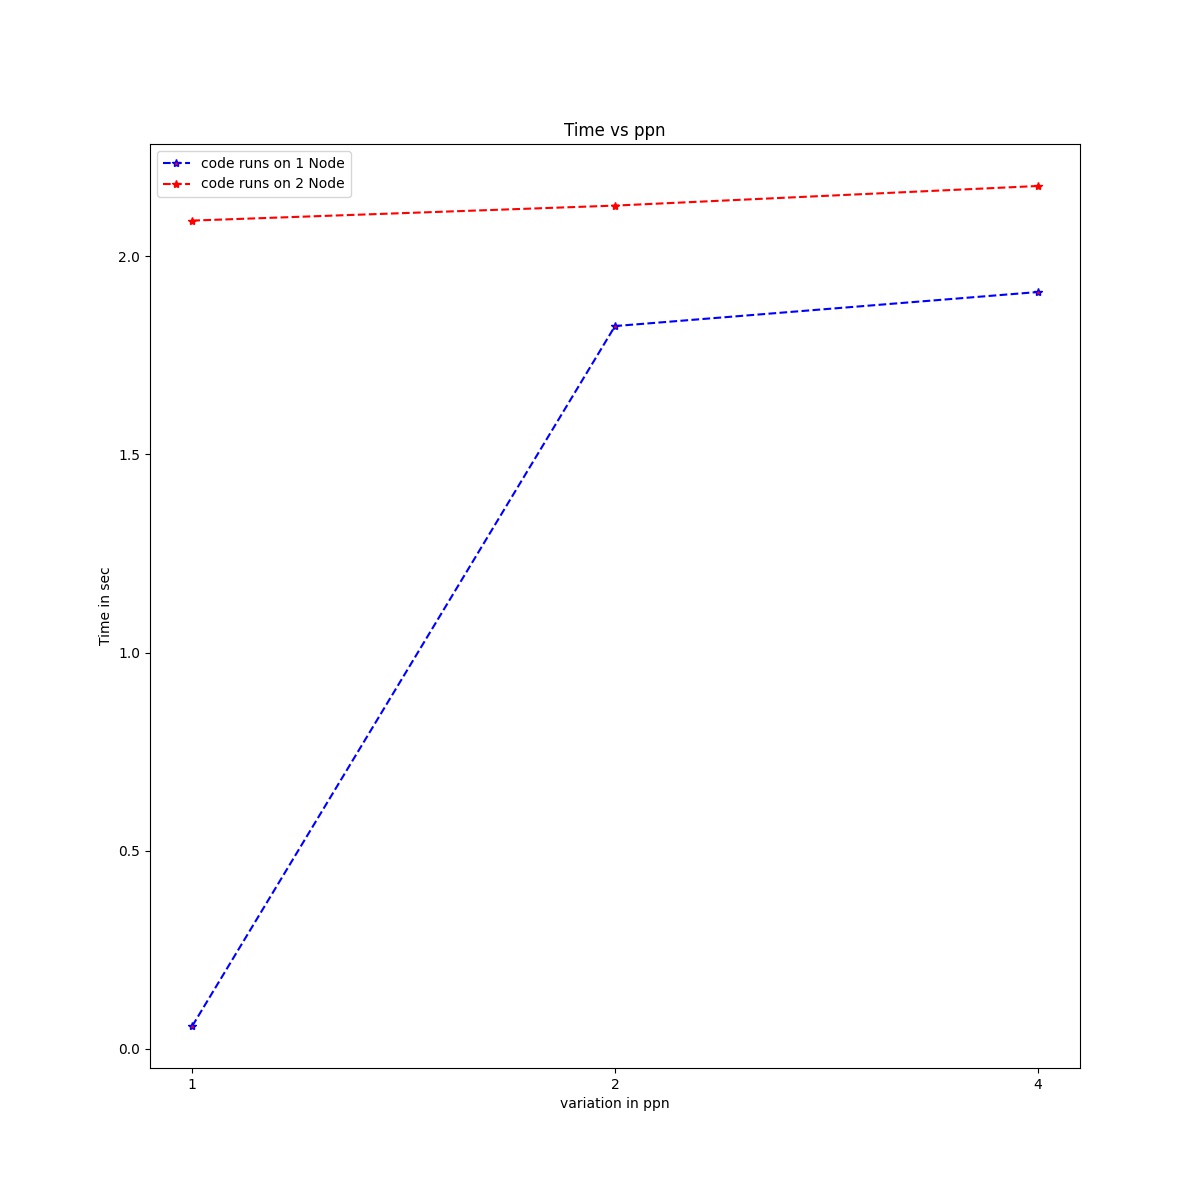 Time vs ppn
code runs on 1 Node
code runs on 2 Node
2.0
1.5
1.0
0.5
0.0
Time in sec
1 2 4
variation in ppn